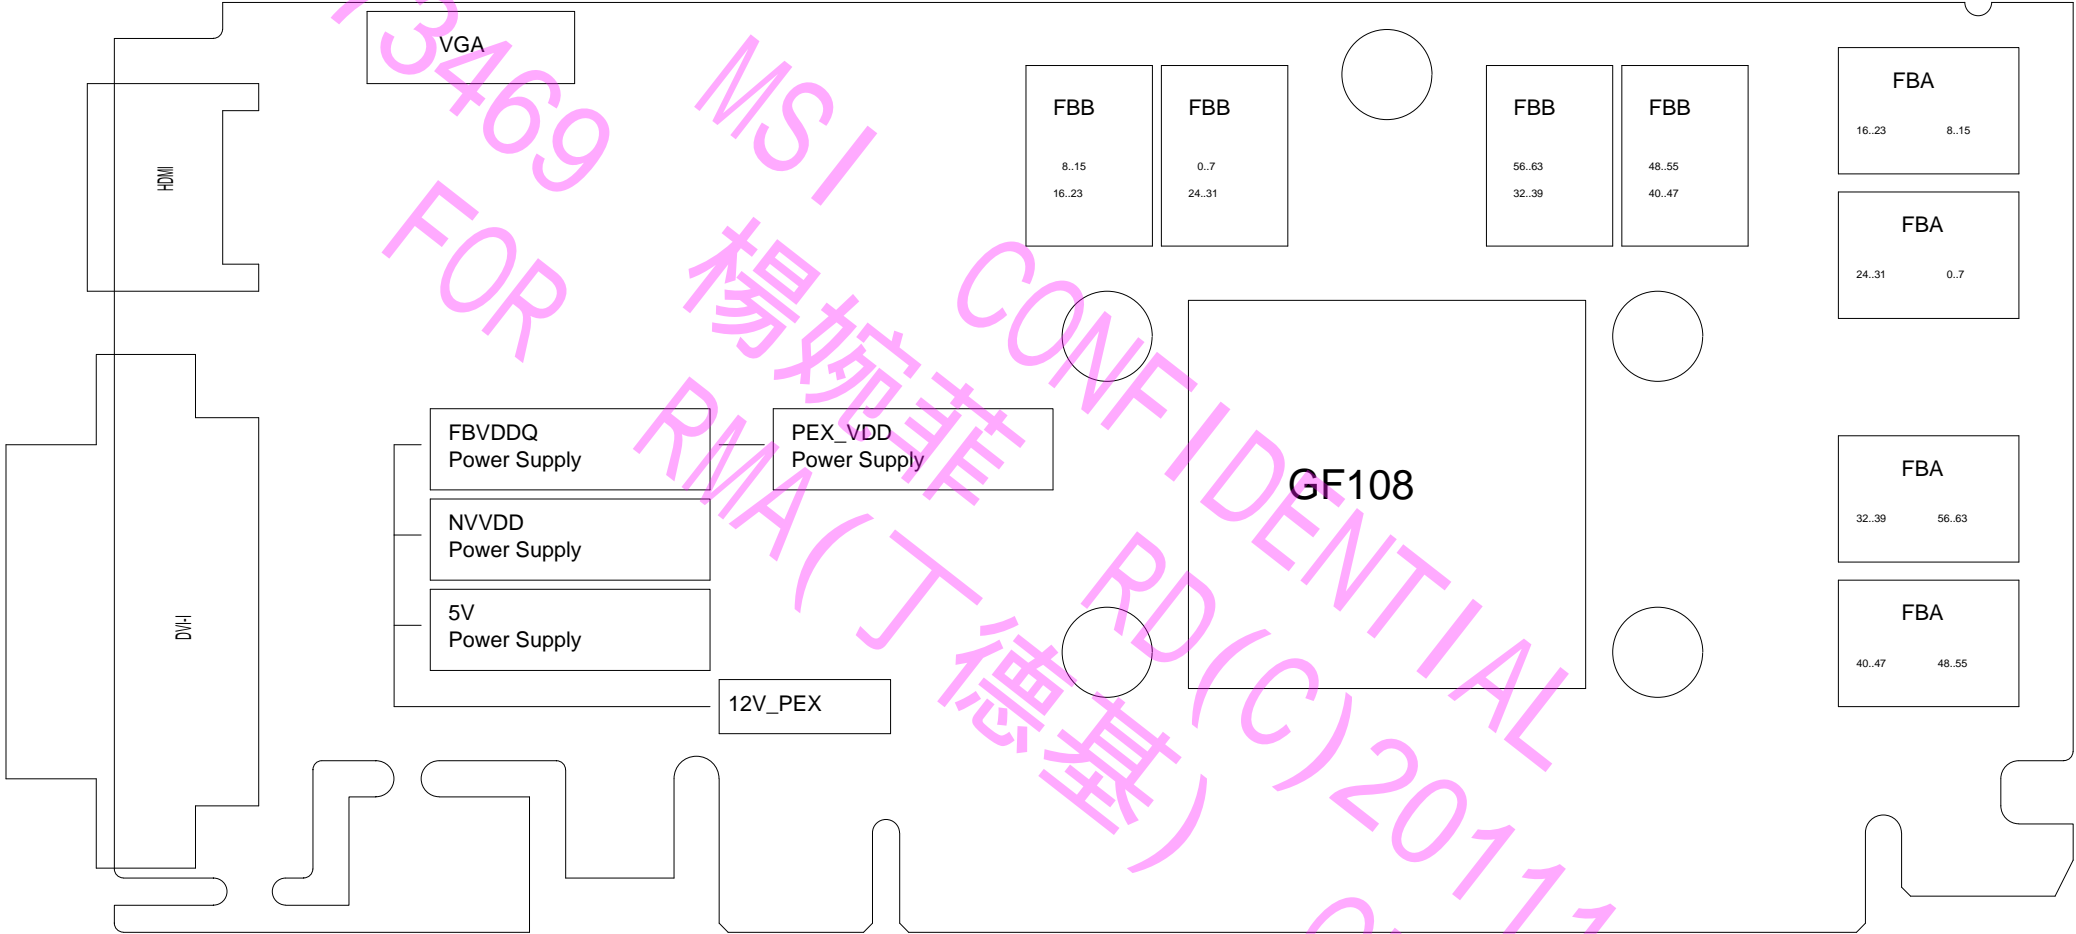 VGA
HDMI
DVI-I
FBB
8..15
16..23
FBB
0..7
24..31
FBB
56..63
32..39
FBB
48..55
40..47
FBA
16..23 8..15
FBA
24..31 0..7
FBA
32..39 56..63
FBA
40..47 48..55
FBVDDQ
Power Supply
PEX_VDD
Power Supply
NVVDD
Power Supply
5V
Power Supply
12V_PEX
GF108
MSI CONFIDENTIAL
73469 楊婉菲 RD(C)2011
FOR RMA(丁德基)